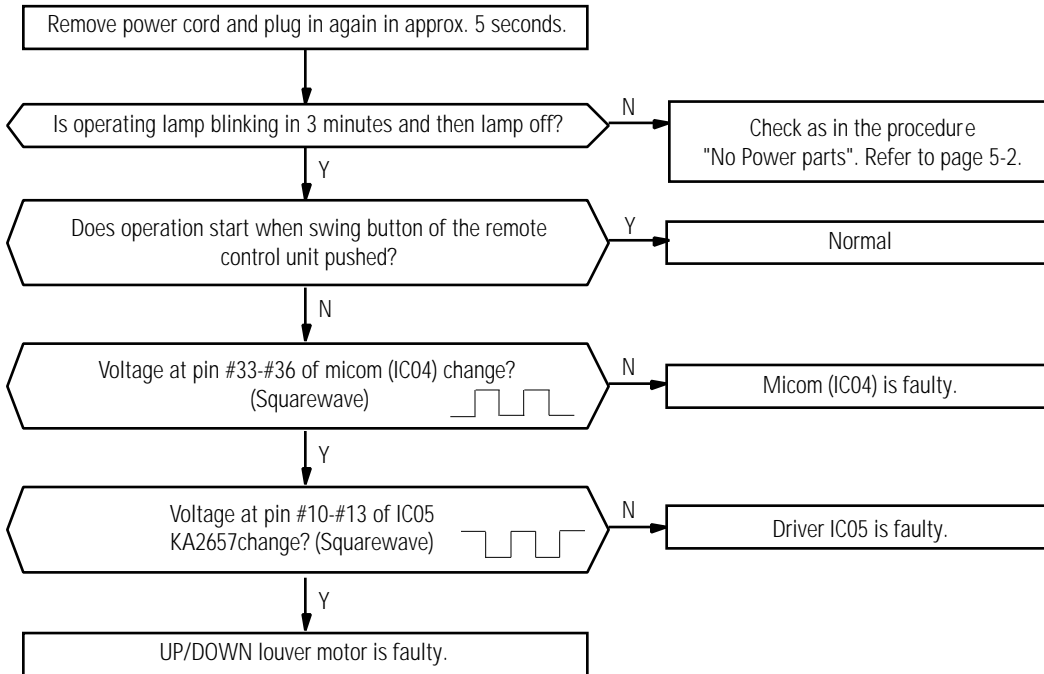 Remove power cord and plug in again in approx. 5 seconds.
Is operating lamp blinking in 3 minutes and then lamp off?
N
Check as in the procedure
"No Power parts". Refer to page 5-2.
Y
Does operation start when swing button of the remote
control unit pushed?
Y
Normal
N
Voltage at pin #33-#36 of micom (IC04) change?
(Squarewave)
N
Micom (IC04) is faulty.
Y
Voltage at pin #10-#13 of IC05
KA2657change? (Squarewave)
N
Driver IC05 is faulty.
Y
UP/DOWN louver motor is faulty.